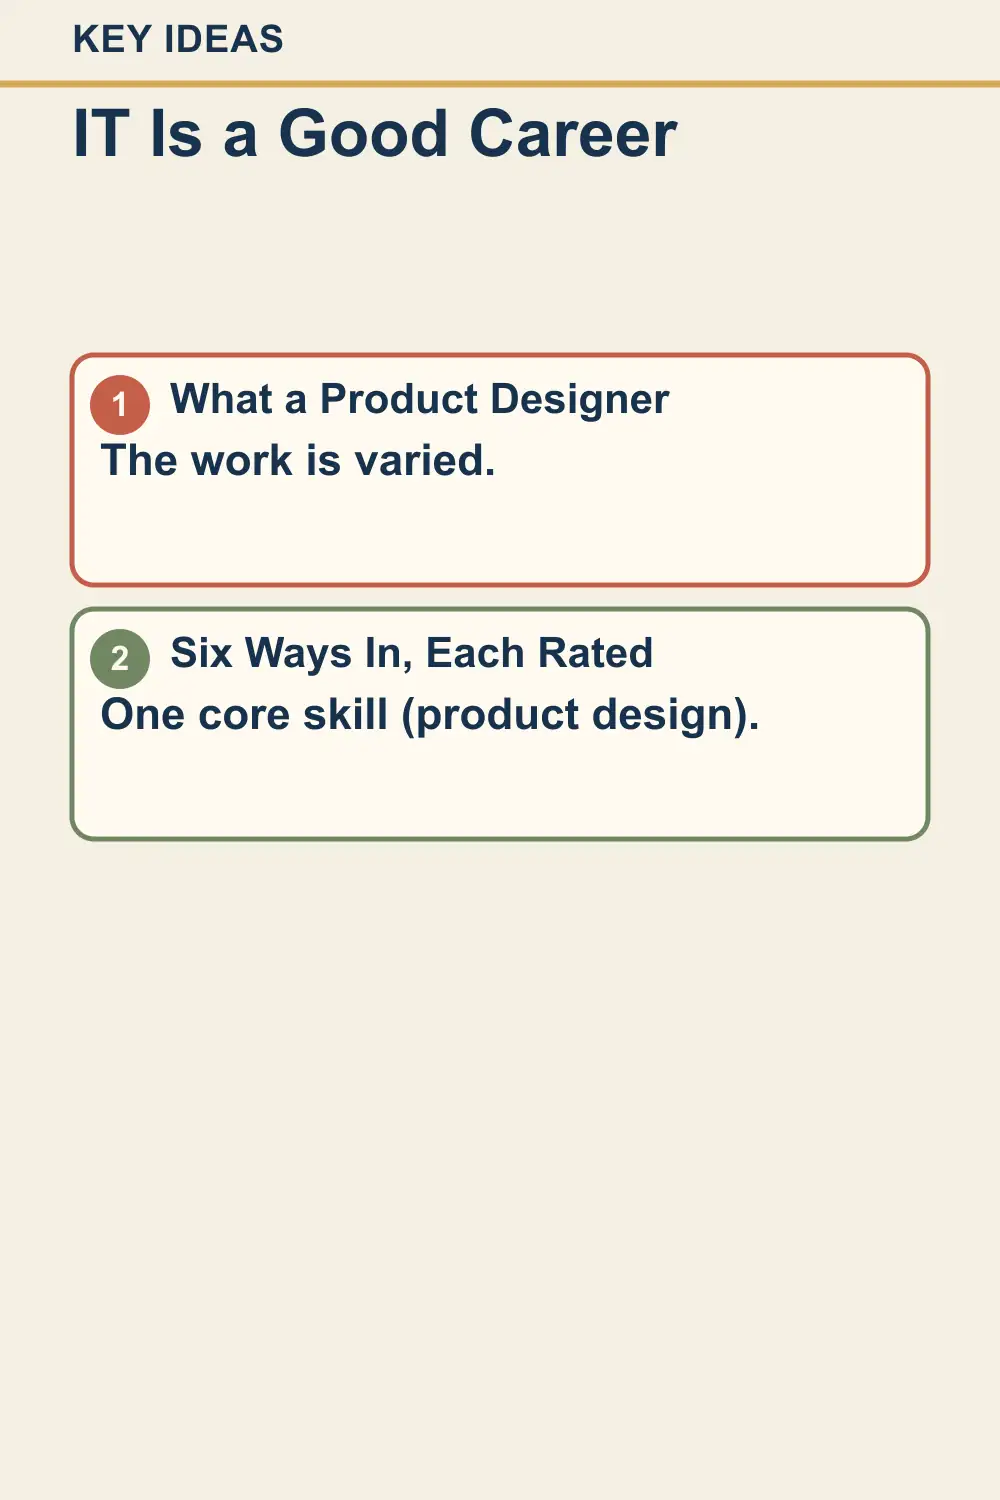 KEY IDEAS
IT Is a Good Career
1 What a Product Designer
The work is varied.
2 Six Ways In, Each Rated
One core skill (product design).